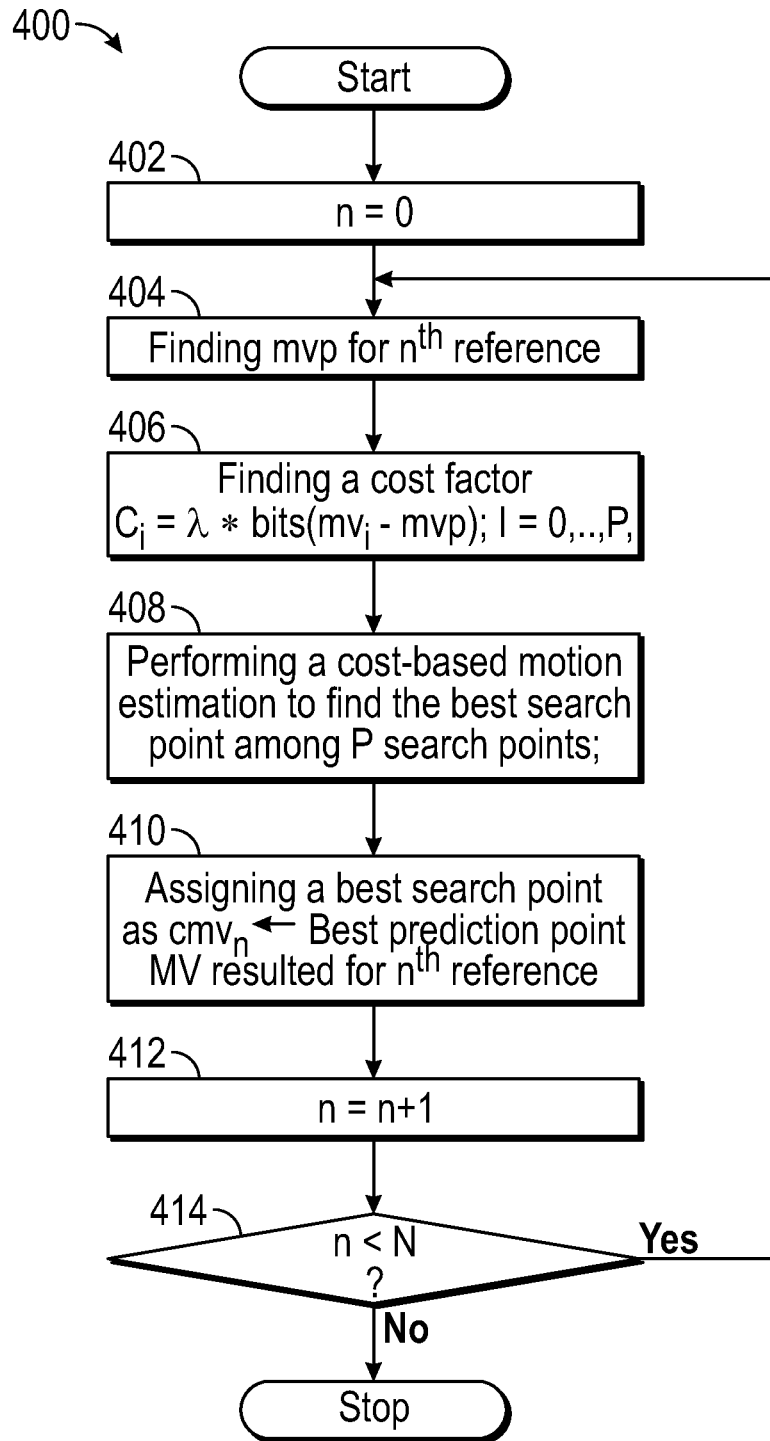 400
Start
402
n = 0
404
Finding mvp for nth reference
406
Finding a cost factor
Ci = λ * bits(mvi - mvp); I = 0,..,P,
408
Performing a cost-based motion
estimation to find the best search
point among P search points;
410
Assigning a best search point
as cmvn ← Best prediction point
MV resulted for nth reference
412
n = n+1
414
n < N
?
Yes
No
Stop